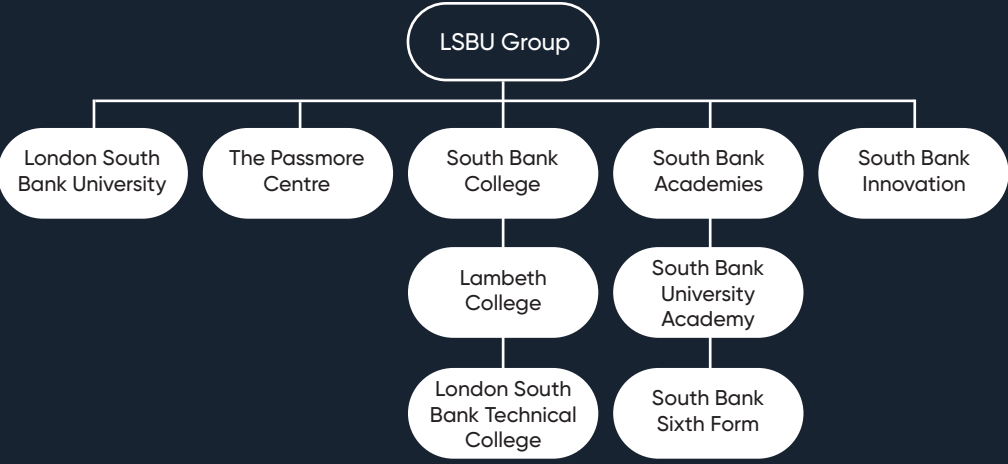 LSBU Group
London South
Bank University
The Passmore
Centre
South Bank
College
South Bank
Academies
South Bank
Innovation
Lambeth
College
South Bank
University
Academy
London South
Bank Technical
College
South Bank
Sixth Form